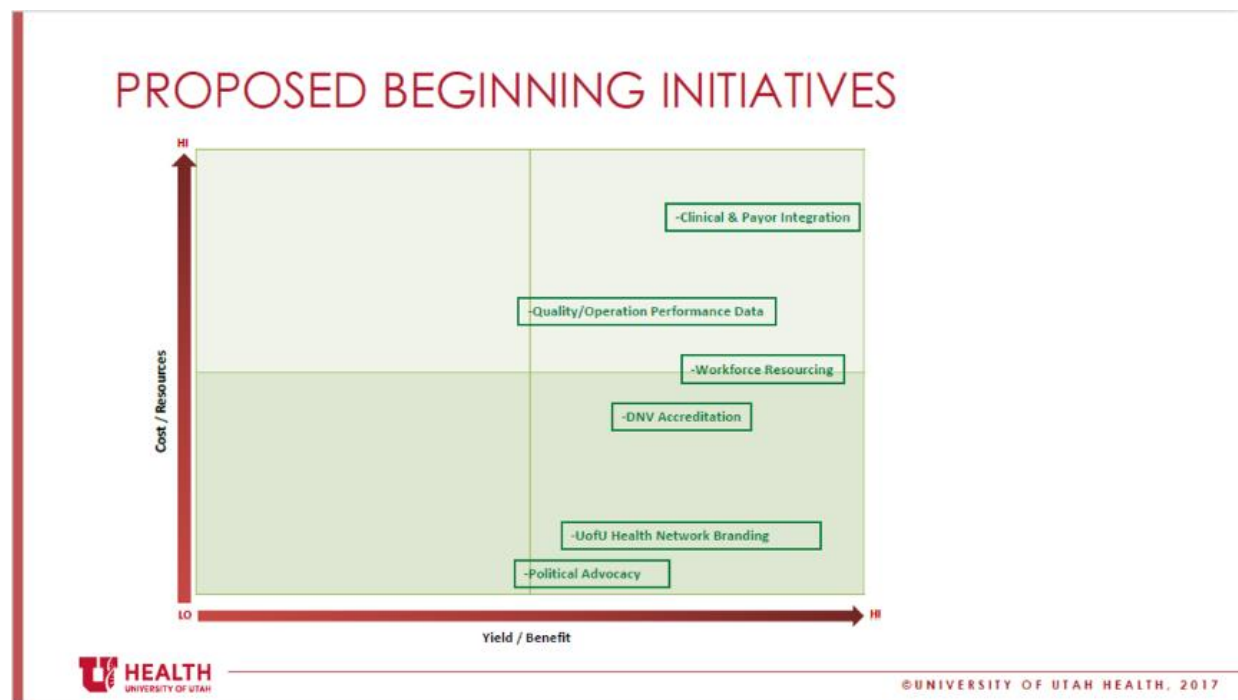 PROPOSED BEGINNING INITIATIVES
HI
-Clinical & Payor Integration
-Quality/Operation Performance Data
-Workforce Resourcing
-DNV Accreditation
-UofU Health Network Branding
-Political Advocacy
Cost / Resources
LO
HI
Yield / Benefit
U HEALTH
UNIVERSITY OF UTAH
©UNIVERSITY OF UTAH HEALTH, 2017